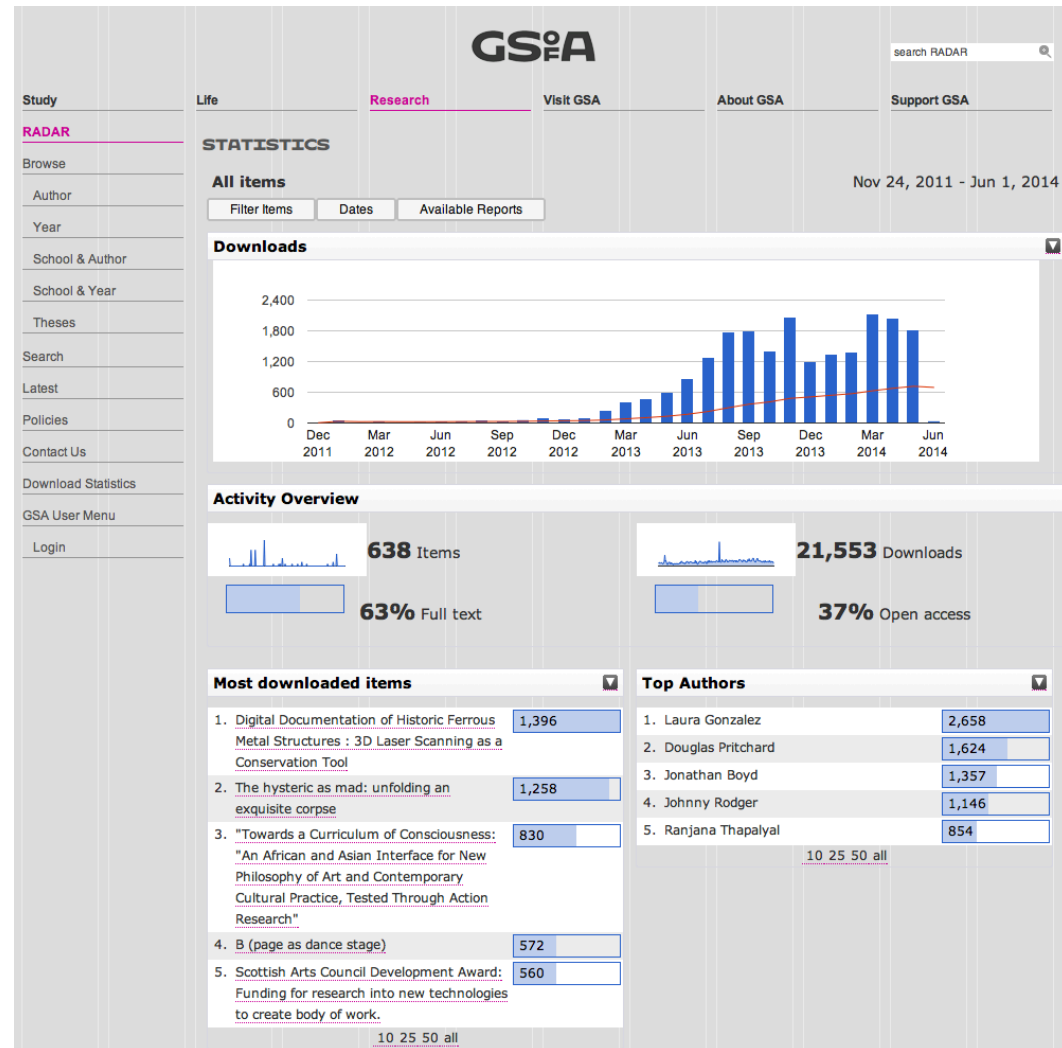 GSOFA
search RADAR
Study Life Research Visit GSA About GSA Support GSA
RADAR
Browse
Author
Year
School & Author
School & Year
Theses
Search
Latest
Policies
Contact Us
Download Statistics
GSA User Menu
Login
STATISTICS
All items Nov 24, 2011 - Jun 1, 2014
Filter Items Dates Available Reports
Downloads
2,400
1,800
1,200
600
0
Dec Mar Jun Sep Dec Mar Jun Sep Dec Mar Jun
2011 2012 2012 2012 2012 2013 2013 2013 2013 2014 2014
Activity Overview
638 Items
63% Full text
21,553 Downloads
37% Open access
Most downloaded items
1. Digital Documentation of Historic Ferrous 1,396
Metal Structures : 3D Laser Scanning as a
Conservation Tool
2. The hysteric as mad: unfolding an 1,258
exquisite corpse
3. "Towards a Curriculum of Consciousness: 830
"An African and Asian Interface for New
Philosophy of Art and Contemporary
Cultural Practice, Tested Through Action
Research"
4. B (page as dance stage) 572
5. Scottish Arts Council Development Award: 560
Funding for research into new technologies
to create body of work.
10 25 50 all
Top Authors
1. Laura Gonzalez 2,658
2. Douglas Pritchard 1,624
3. Jonathan Boyd 1,357
4. Johnny Rodger 1,146
5. Ranjana Thapalyal 854
10 25 50 all